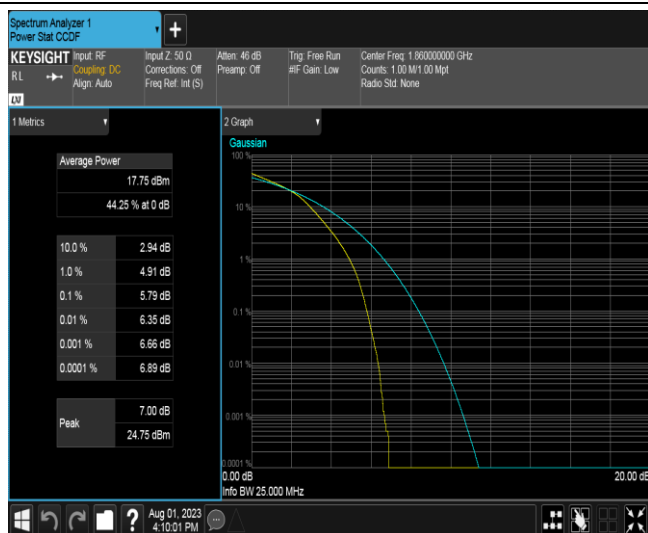 Spectrum Analyzer 1
Power Stat CCDF
+
KEYSIGHT
RL
LXI
Input: RF
Coupling: DC
Align: Auto
Input Z: 50 Ω
Corrections: Off
Freq Ref: Int (S)
Atten: 46 dB
Preamp: Off
Trig: Free Run
#IF Gain: Low
Center Freq: 1.860000000 GHz
Counts: 1.00 M/1.00 Mpt
Radio Std: None
1 Metrics
Average Power
17.75 dBm
44.25 % at 0 dB
10.0 % 2.94 dB
1.0 % 4.91 dB
0.1 % 5.79 dB
0.01 % 6.35 dB
0.001 % 6.66 dB
0.0001 % 6.89 dB
Peak
7.00 dB
24.75 dBm
2 Graph
Gaussian
100 %
10 %
1 %
0.1 %
0.01 %
0.001 %
0.0001 %
0.00 dB 20.00 dB
Info BW 25.000 MHz
?
Aug 01, 2023
4:10:01 PM